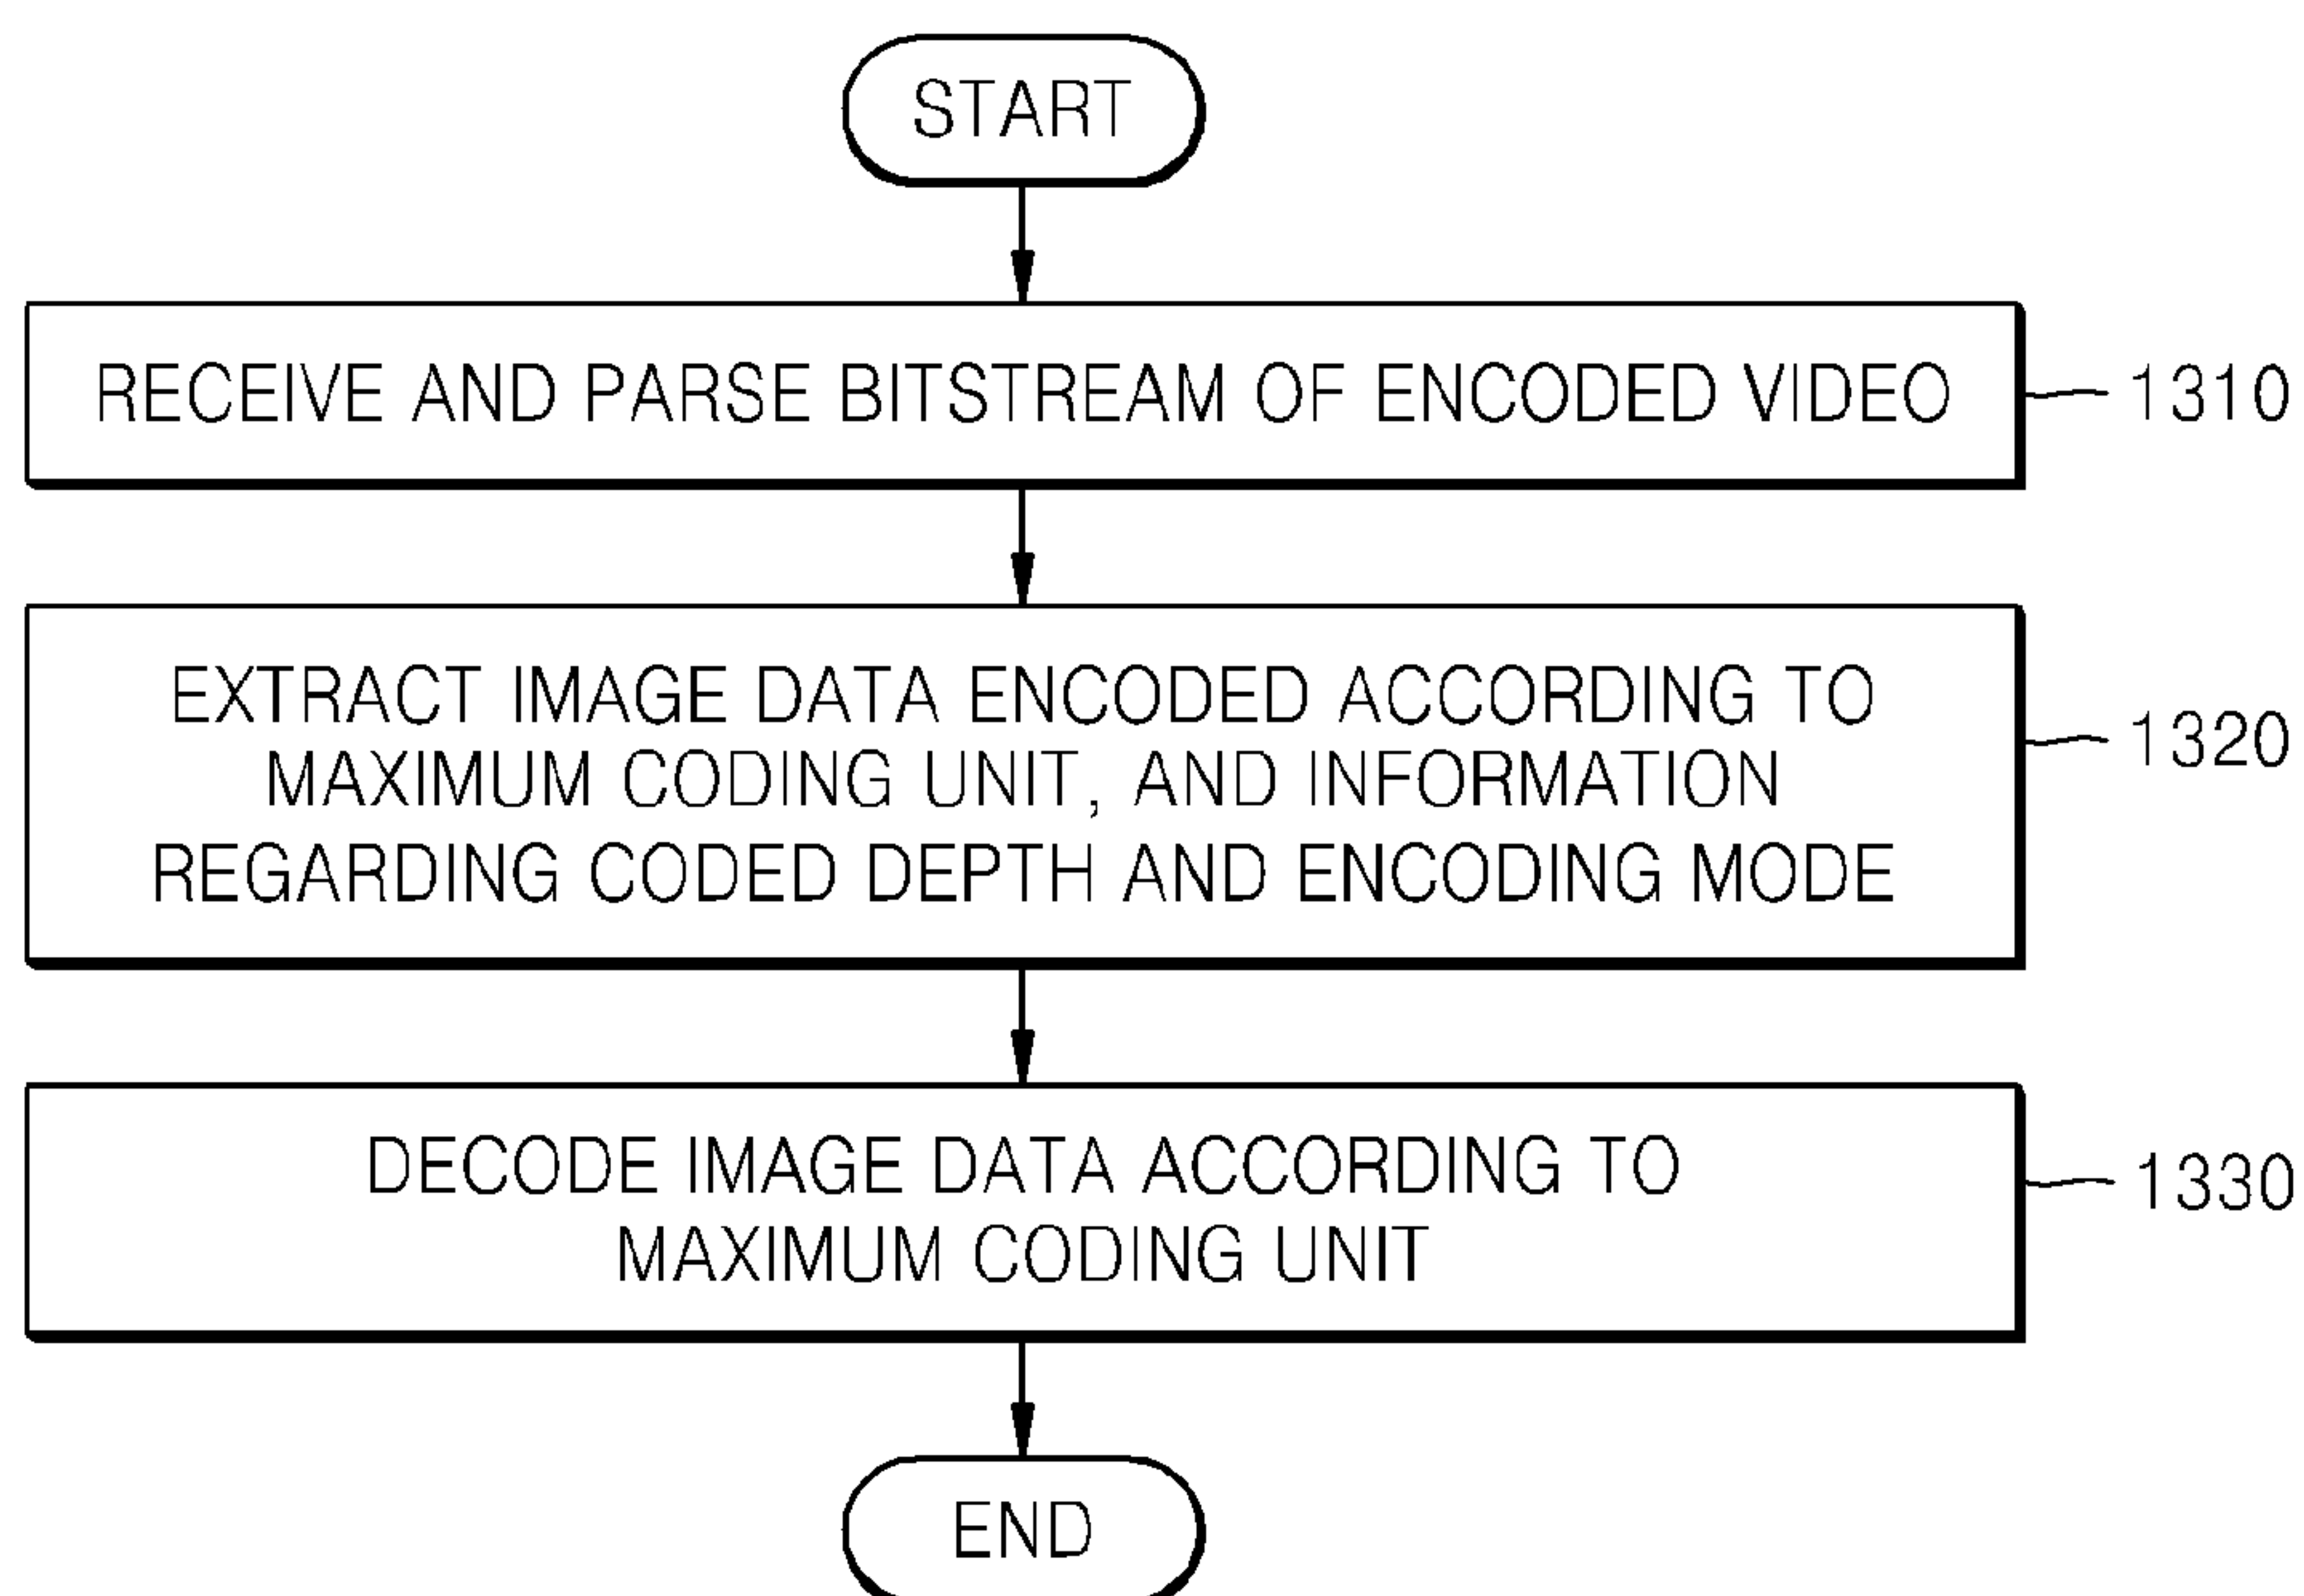 START
RECEIVE AND PARSE BITSTREAM OF ENCODED VIDEO
1310
EXTRACT IMAGE DATA ENCODED ACCORDING TO
MAXIMUM CODING UNIT, AND INFORMATION
REGARDING CODED DEPTH AND ENCODING MODE
1320
DECODE IMAGE DATA ACCORDING TO
MAXIMUM CODING UNIT
1330
END